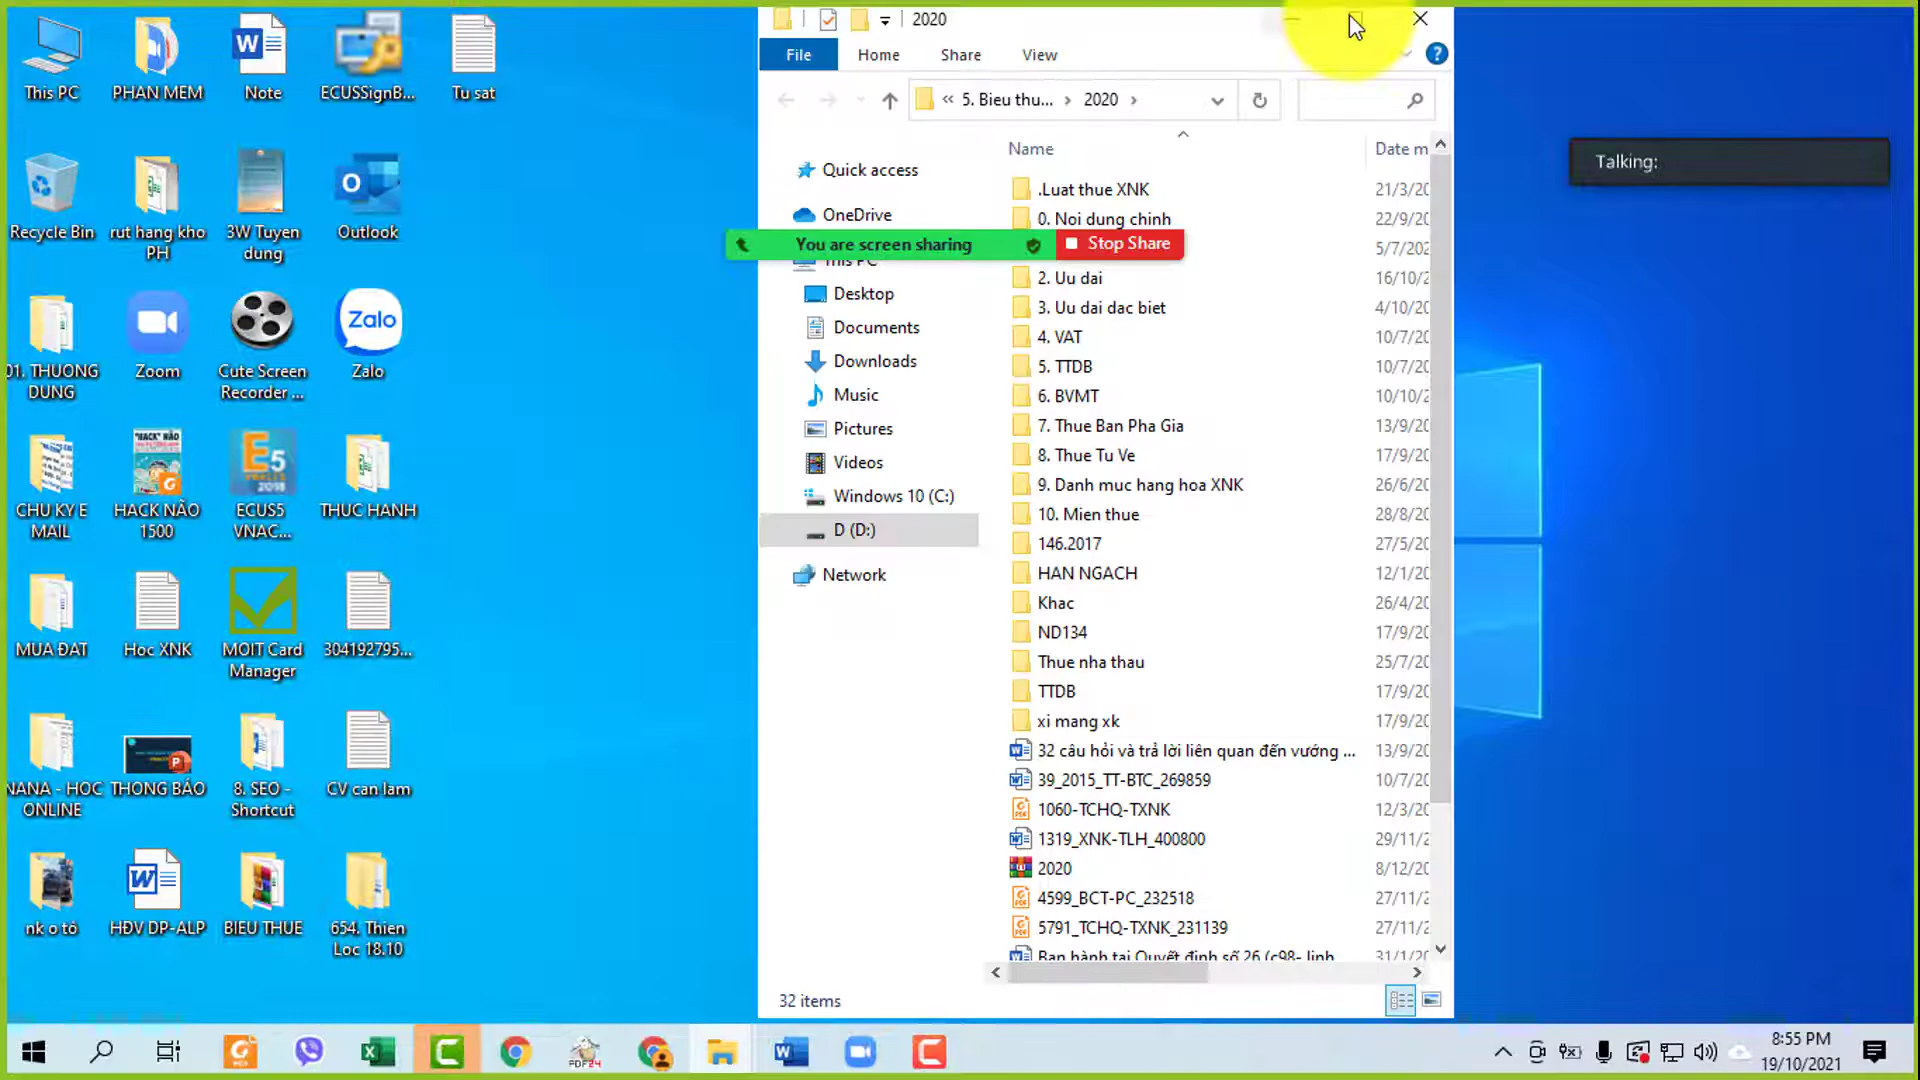 This PC
PHAN MEM
Note
ECUSSignB...
Tu sat
Recycle Bin
rut hang kho
PH
3W Tuyen
dung
Outlook
01. THUONG
DUNG
Zoom
Cute Screen
Recorder ...
Zalo
Zalo
CHU KY E
MAIL
HACK NÃO
1500
ECUS5
VNAC...
THUC HANH
MUA ĐAT
Hoc XNK
MOIT Card
Manager
304192795...
NANA - HOC
ONLINE
THONG BÁO
8. SEO -
Shortcut
CV can lam
nk o tô
HĐV DP-ALP
BIEU THUE
654. Thien
Loc 18.10
2020
File
Home
Share
View
« 5. Bieu thu... › 2020 ›
Name
Date m
Quick access
OneDrive
This PC
Desktop
Documents
Downloads
Music
Pictures
Videos
Windows 10 (C:)
D (D:)
Network
You are screen sharing
Stop Share
.Luat thue XNK 21/3/20
0. Noi dung chinh 22/9/20
5/7/202
2. Uu dai 16/10/2
3. Uu dai dac biet 4/10/20
4. VAT 10/7/20
5. TTDB 10/7/20
6. BVMT 10/10/2
7. Thue Ban Pha Gia 13/9/20
8. Thue Tu Ve 17/9/20
9. Danh muc hang hoa XNK 26/6/20
10. Mien thue 28/8/20
146.2017 27/5/20
HAN NGACH 12/1/20
Khac 26/4/20
ND134 17/9/20
Thue nha thau 25/7/20
TTDB 17/9/20
xi mang xk 17/9/20
32 câu hỏi và trả lời liên quan đến vướng ... 13/9/20
39_2015_TT-BTC_269859 10/7/20
1060-TCHQ-TXNK 12/3/20
1319_XNK-TLH_400800 29/11/2
2020 8/12/20
4599_BCT-PC_232518 27/11/2
5791_TCHQ-TXNK_231139 27/11/2
Ban hành tại Quyết định số 26 (c98- linh 31/1/20
32 items
Talking:
8:55 PM
19/10/2021